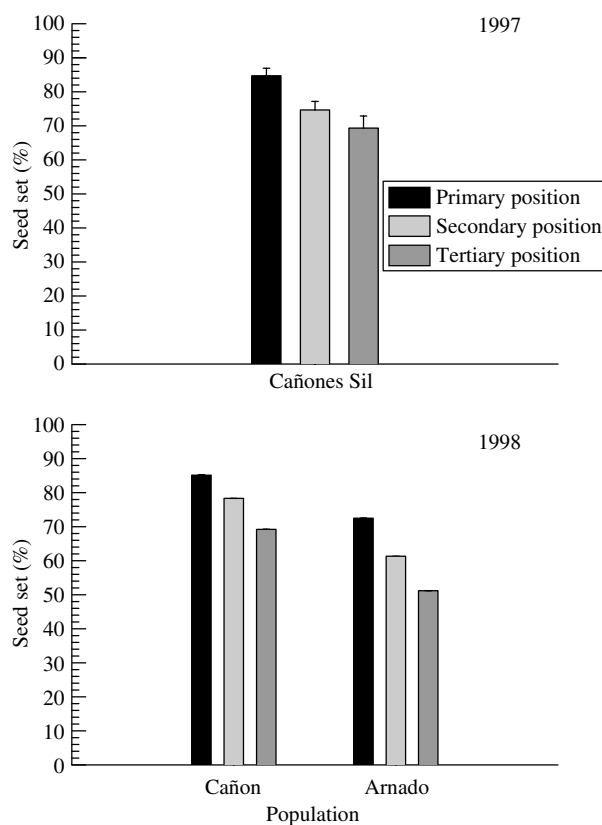 1997
Seed set (%)
100
90
80
70
60
50
40
30
20
10
0
Primary position
Secondary position
Tertiary position
Cañones Sil
1998
Seed set (%)
100
90
80
70
60
50
40
30
20
10
0
Cañon
Arnado
Population